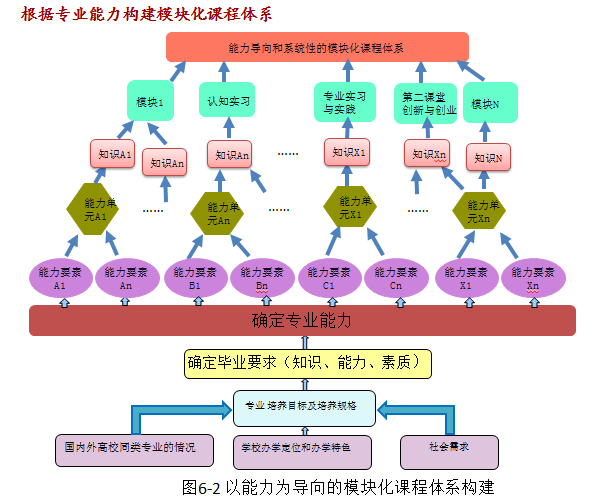 根据专业能力构建模块化课程体系
能力导向和系统性的模块化课程体系
模块1
认知实习
专业实习
与实践
第二课堂
创新与创业
模块N
知识A1
知识An
知识An
……
知识X1
知识Xn
知识N
能力单
元A1
……
能力单
元An
……
能力单
元X1
……
能力单
元Xn
能力要素
A1
能力要素
An
能力要素
B1
能力要素
Bn
能力要素
C1
能力要素
Cn
能力要素
X1
能力要素
Xn
确定专业能力
确定毕业要求（知识、能力、素质）
专业 培养目标及培养规格
国内外高校同类专业的情况
学校办学定位和办学特色
社会需求
图6-2 以能力为导向的模块化课程体系构建